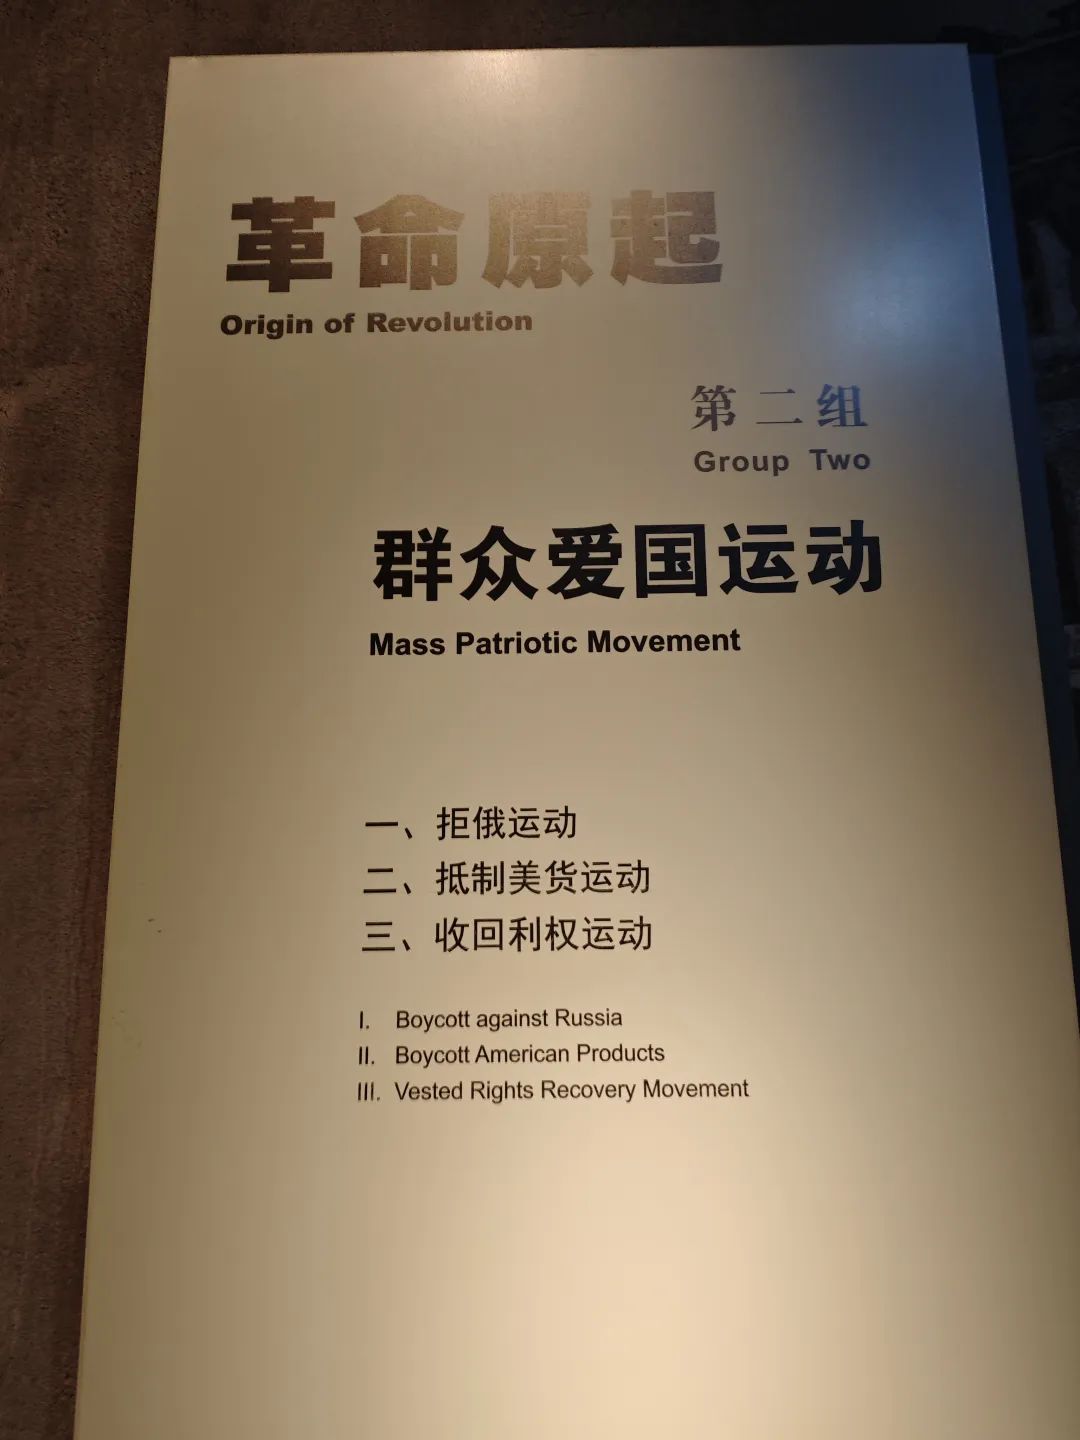 革命原起
Origin of Revolution
第二组
Group Two
群众爱国运动
Mass Patriotic Movement
一、拒俄运动
二、抵制美货运动
三、收回利权运动
I. Boycott against Russia
II. Boycott American Products
III. Vested Rights Recovery Movement